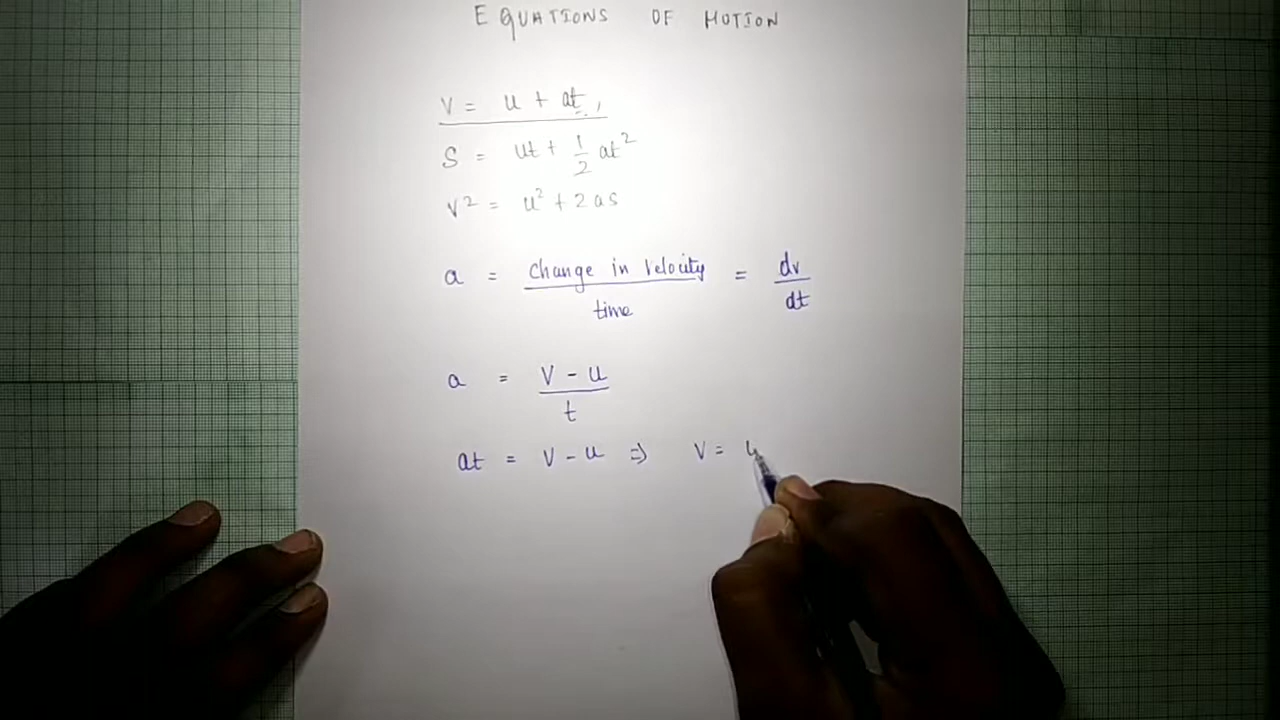 EQUATIONS OF MOTION
V = u + at,
S = ut + 1/2 at²
V² = u² + 2as
a = change in velocity / time = dv/dt
a = V - u / t
at = V - u ⇒ V = u